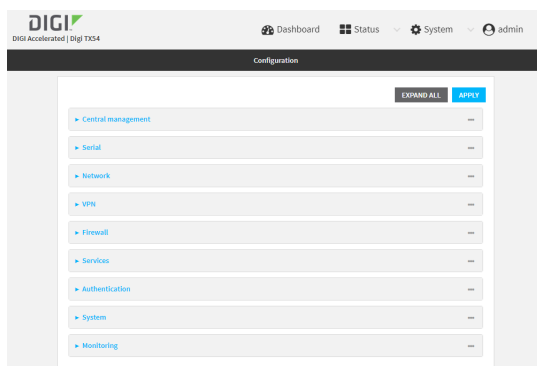 DIGI
DIGI Accelerated | Digi TX54
Dashboard Status System admin
Configuration
EXPAND ALL APPLY
Central management
Serial
Network
VPN
Firewall
Services
Authentication
System
Monitoring